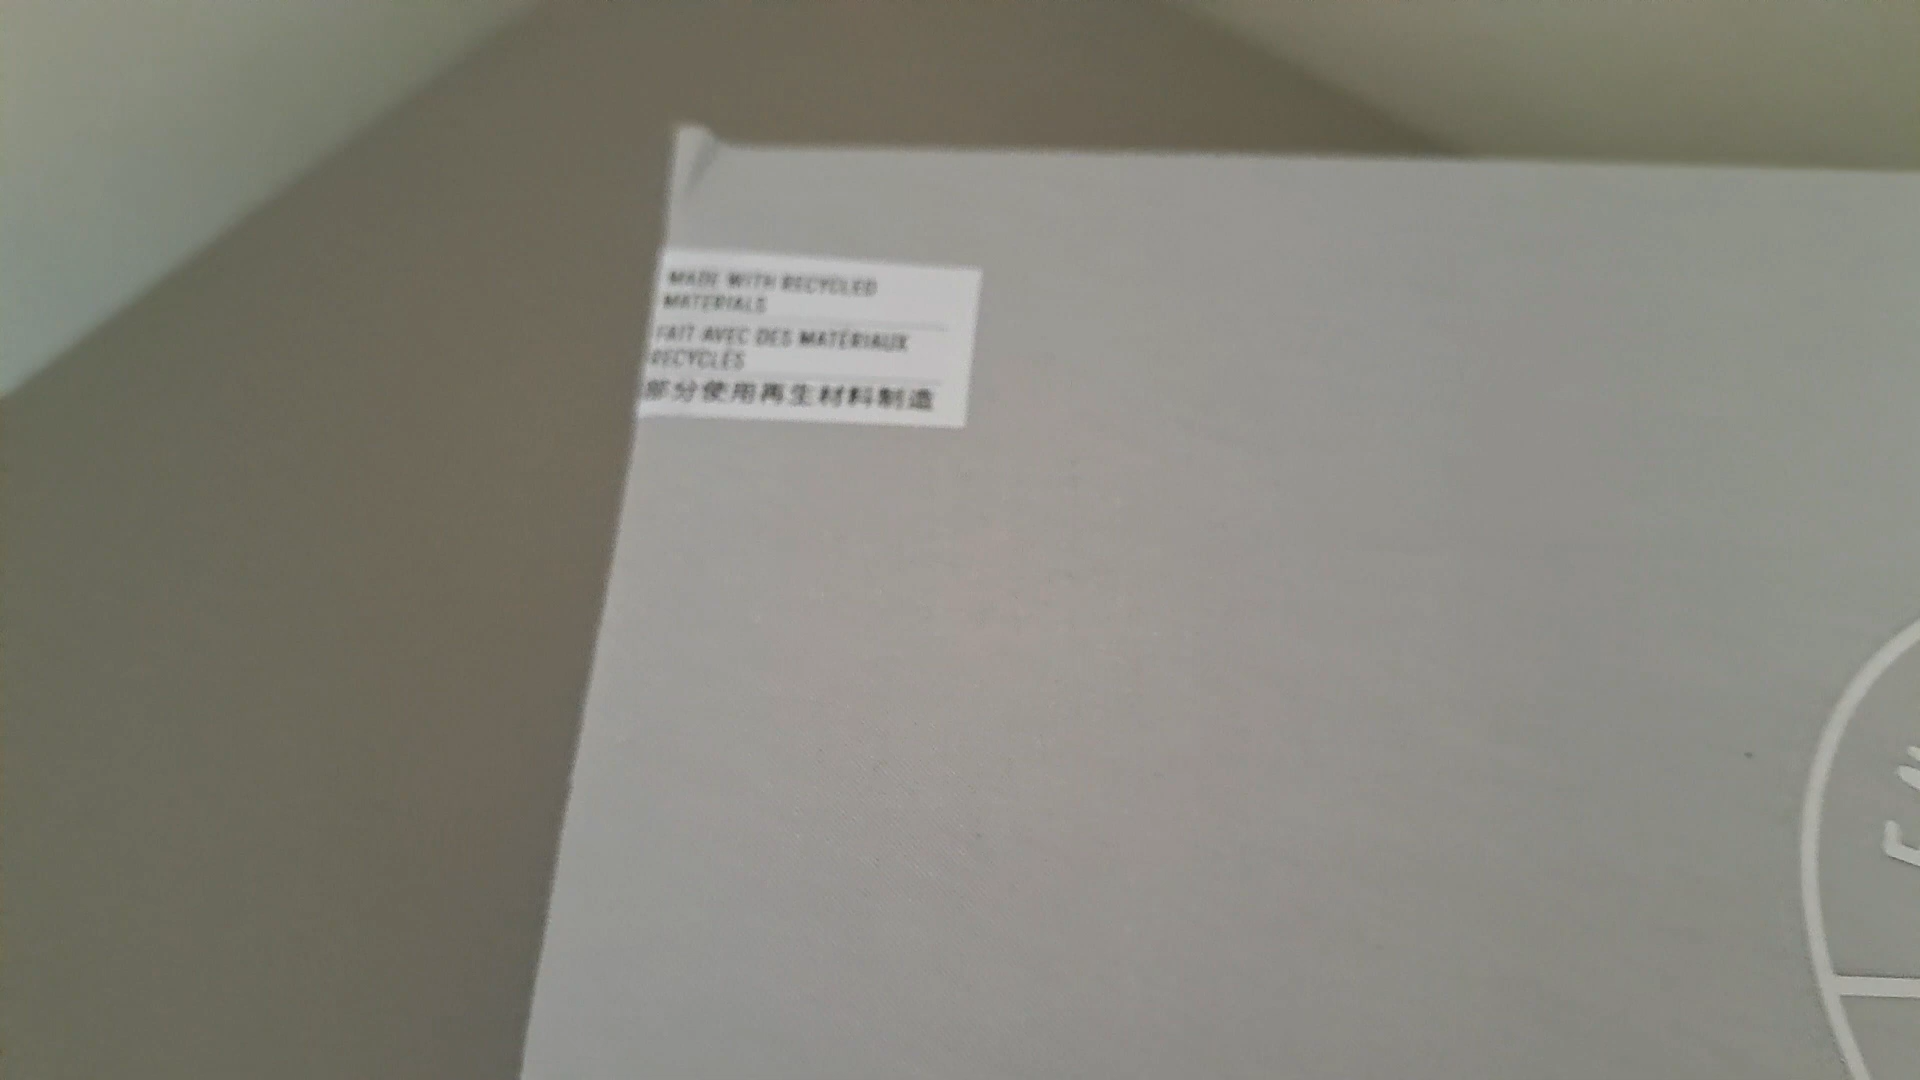 MADE WITH RECYCLED
MATERIALS
FAIT AVEC DES MATÉRIAUX
RECYCLÉS
部分使用再生材料制造